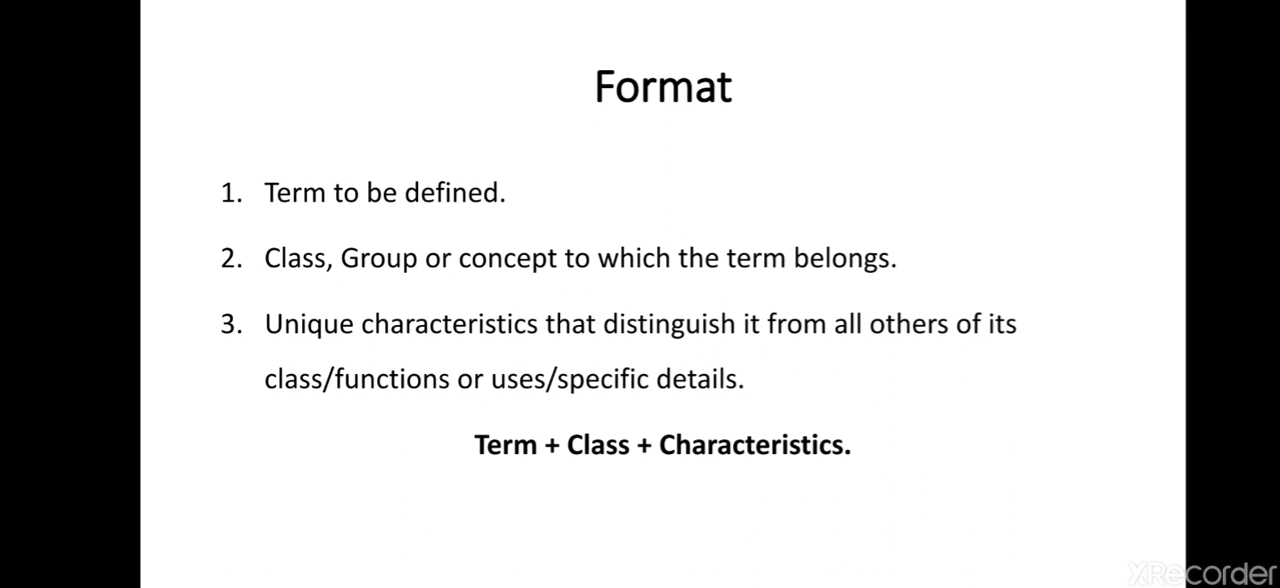 Format
1. Term to be defined.
2. Class, Group or concept to which the term belongs.
3. Unique characteristics that distinguish it from all others of its
class/functions or uses/specific details.
Term + Class + Characteristics.
XRecorder